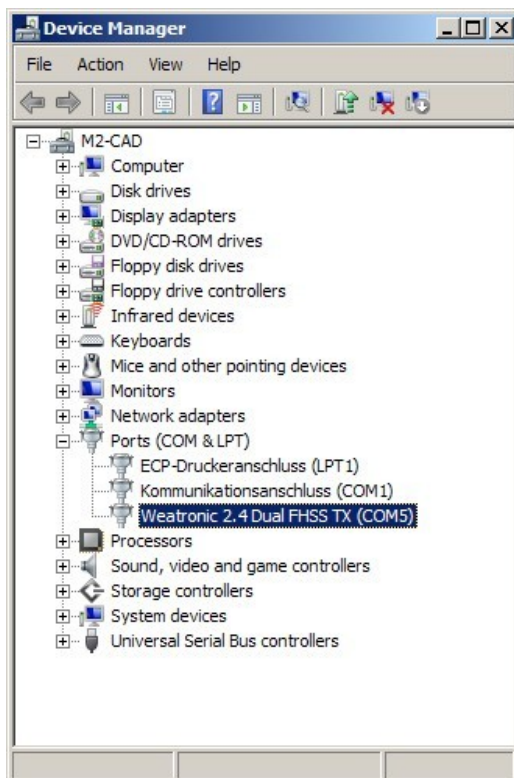 Device Manager
File Action View Help
M2-CAD
Computer
Disk drives
Display adapters
DVD/CD-ROM drives
Floppy disk drives
Floppy drive controllers
Infrared devices
Keyboards
Mice and other pointing devices
Monitors
Network adapters
Ports (COM & LPT)
ECP-Druckeranschluss (LPT1)
Kommunikationsanschluss (COM1)
Weatronic 2.4 Dual FHSS TX (COM5)
Processors
Sound, video and game controllers
Storage controllers
System devices
Universal Serial Bus controllers